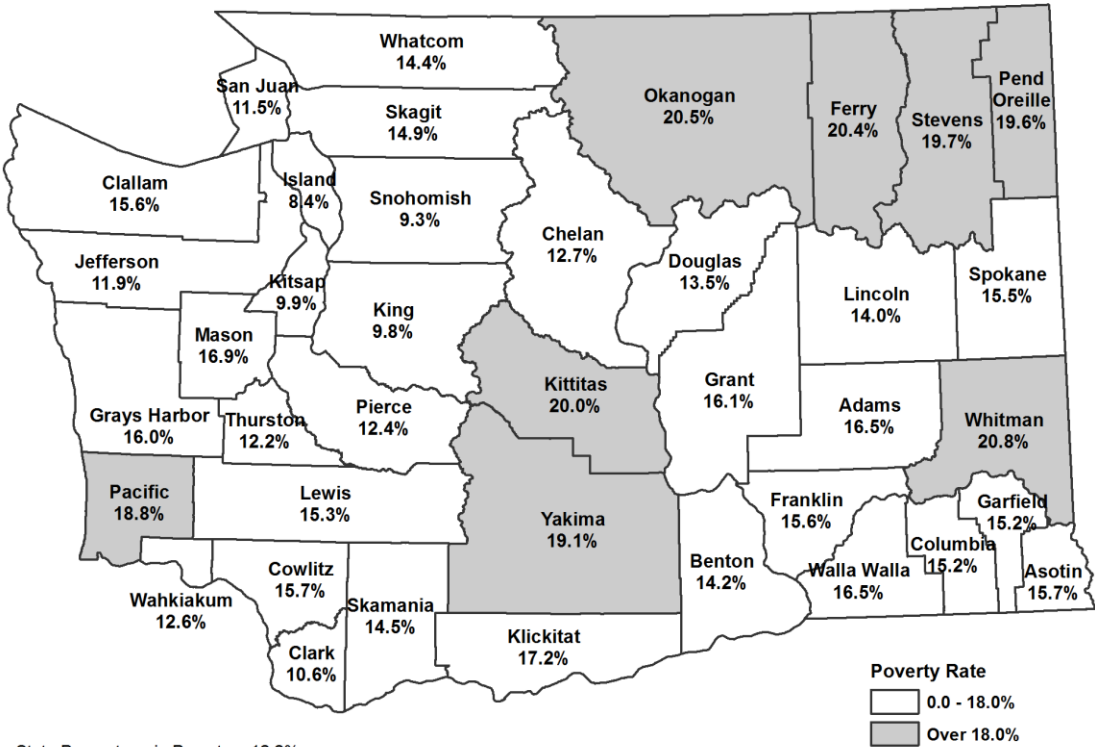 Whatcom
14.4%
San Juan
11.5%
Skagit
14.9%
Okanogan
20.5%
Ferry
20.4%
Stevens
19.7%
Pend
Oreille
19.6%
Clallam
15.6%
Island
8.4%
Snohomish
9.3%
Chelan
12.7%
Douglas
13.5%
Jefferson
11.9%
Kitsap
9.9%
King
9.8%
Lincoln
14.0%
Spokane
15.5%
Mason
16.9%
Kittitas
20.0%
Grant
16.1%
Grays Harbor
16.0%
Thurston
12.2%
Pierce
12.4%
Adams
16.5%
Whitman
20.8%
Pacific
18.8%
Lewis
15.3%
Yakima
19.1%
Franklin
15.6%
Garfield
15.2%
Columbia
15.2%
Benton
14.2%
Walla Walla
16.5%
Asotin
15.7%
Wahkiakum
12.6%
Cowlitz
15.7%
Skamania
14.5%
Klickitat
17.2%
Clark
10.6%
Poverty Rate
0.0 - 18.0%
Over 18.0%